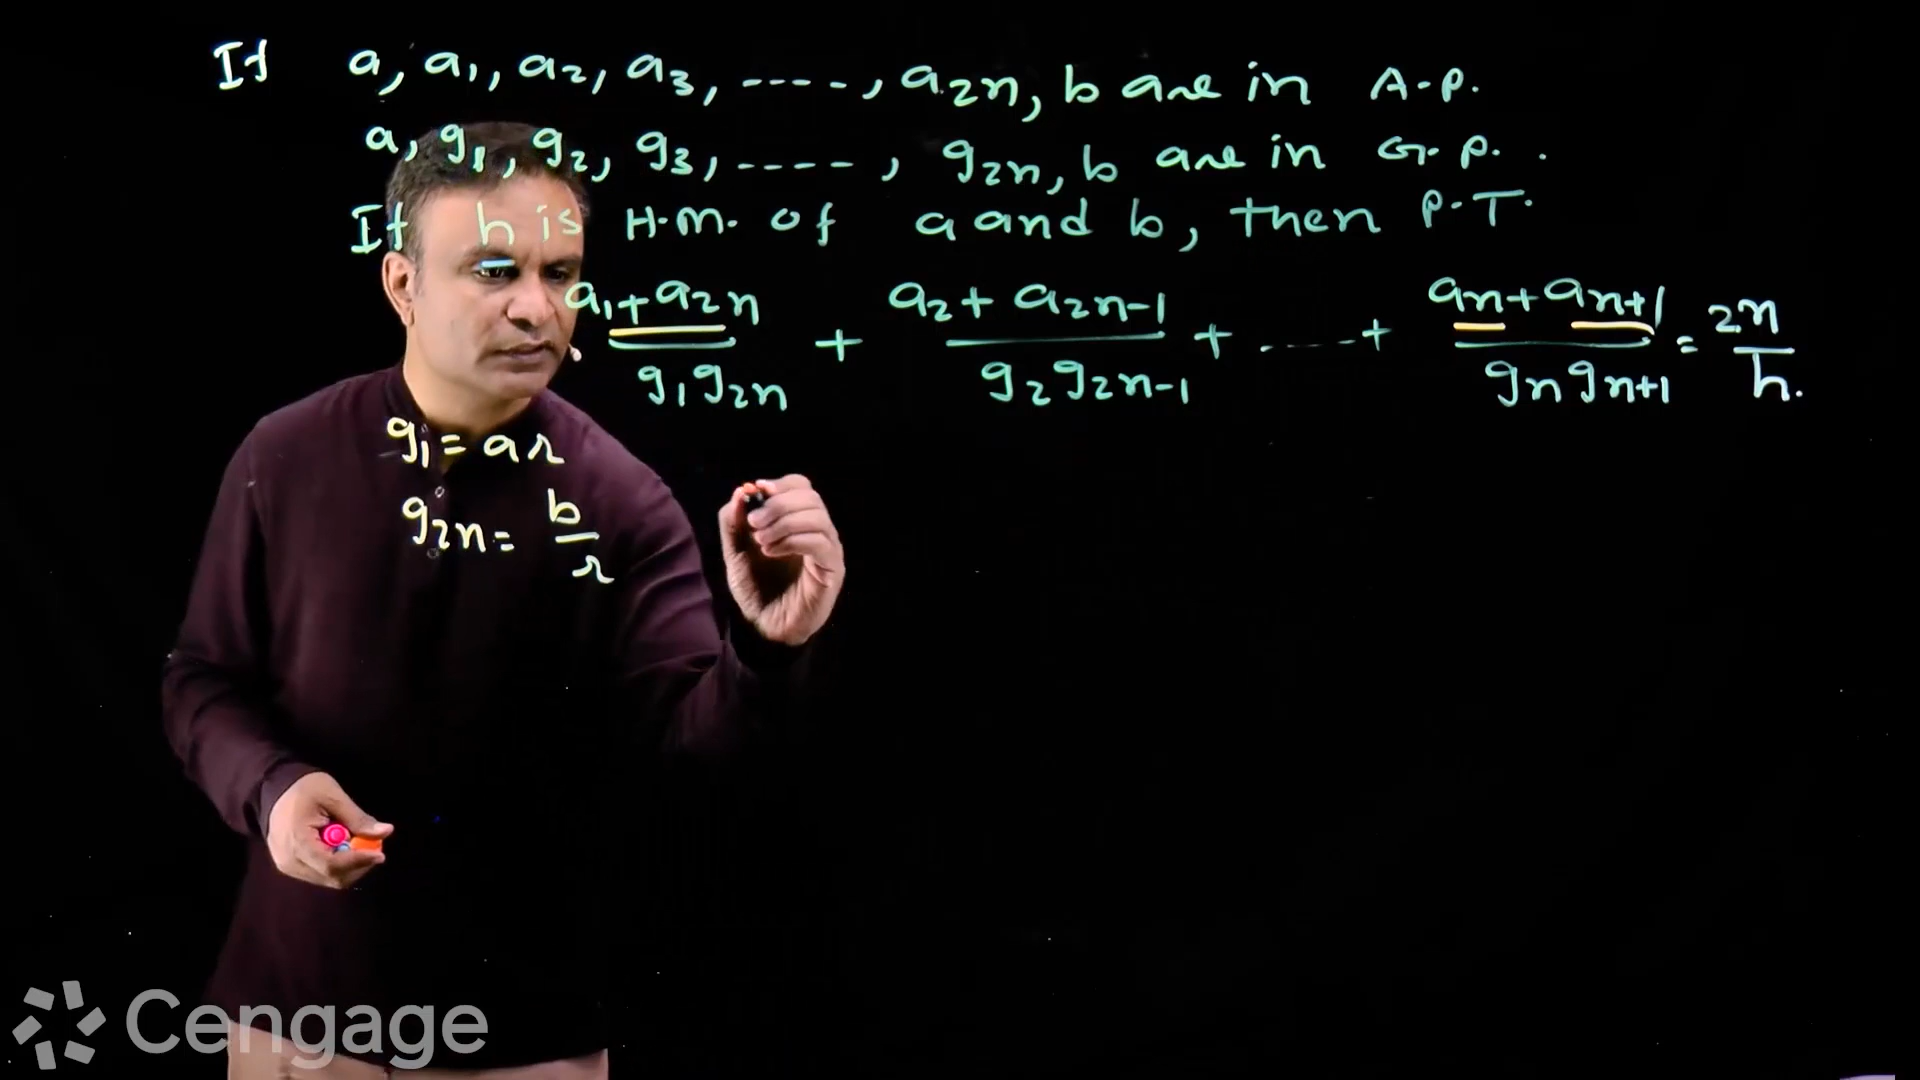 If a, a1, a2, a3, ----, a2n, b are in A.P.
a, g1, g2, g3, ----, g2n, b are in G.P.
If h is H.M. of a and b, then P.T.
(a1+a2n)/(g1g2n) + (a2+a2n-1)/(g2g2n-1) + ---- + (an+an+1)/(gngn+1) = 2n/h.
g1 = ar
g2n = b/r
Cengage